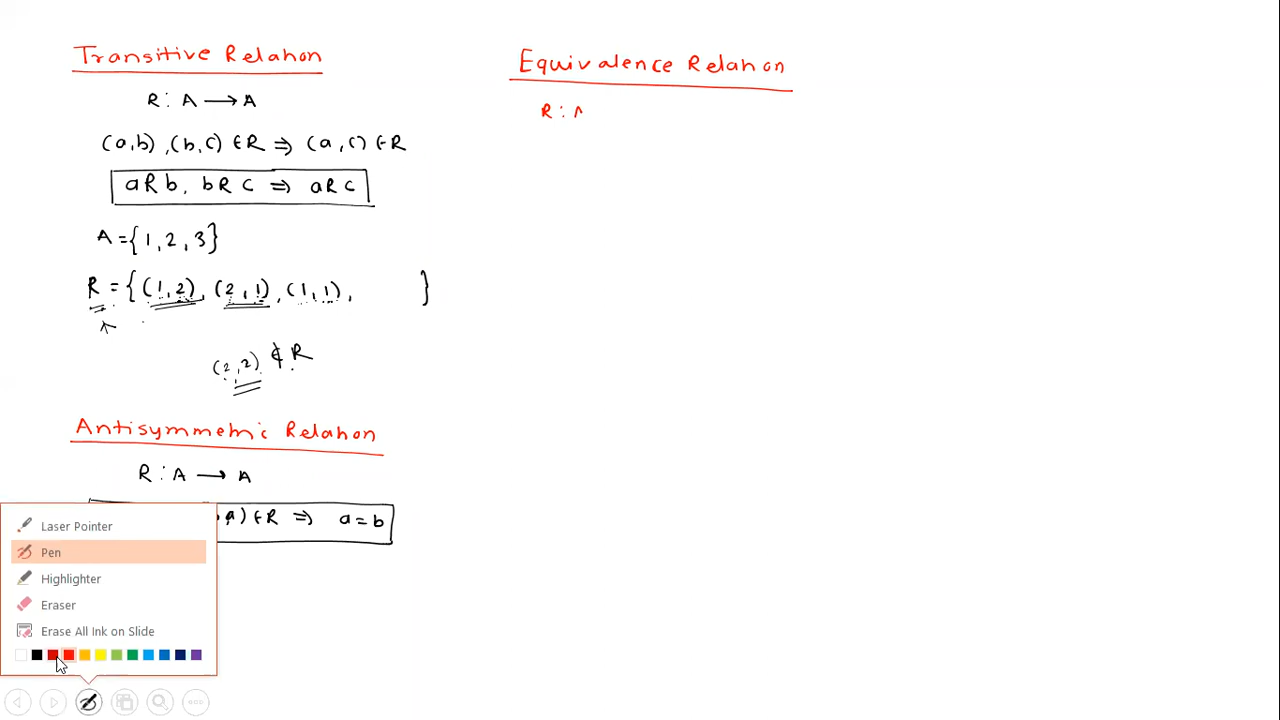 Transitive Relation
R : A → A
(a,b) , (b,c) ∈ R ⇒ (a,c) ∈ R
aRb, bRc ⇒ aRc
A = {1, 2, 3}
R = {(1,2), (2,1), (1,1), }
(2,2) ∉ R
Antisymmetric Relation
R : A → A
,a) ∈ R ⇒ a = b
Laser Pointer
Pen
Highlighter
Eraser
Erase All Ink on Slide
Equivalence Relation
R :